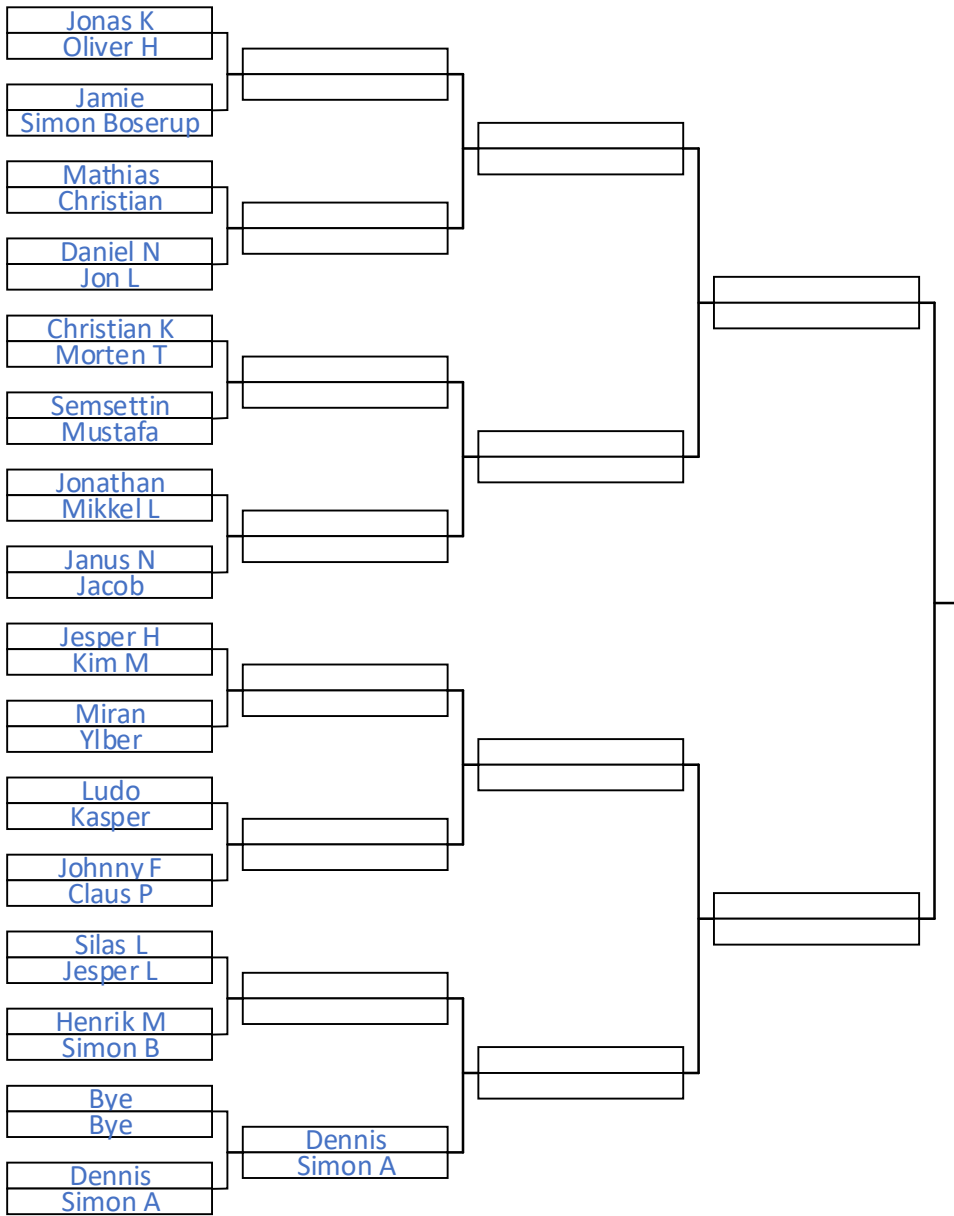 Jonas K
Oliver H
Jamie
Simon Boserup
Mathias
Christian
Daniel N
Jon L
Christian K
Morten T
Semsettin
Mustafa
Jonathan
Mikkel L
Janus N
Jacob
Jesper H
Kim M
Miran
Ylber
Ludo
Kasper
Johnny F
Claus P
Silas L
Jesper L
Henrik M
Simon B
Bye
Bye
Dennis
Simon A
Dennis
Simon A